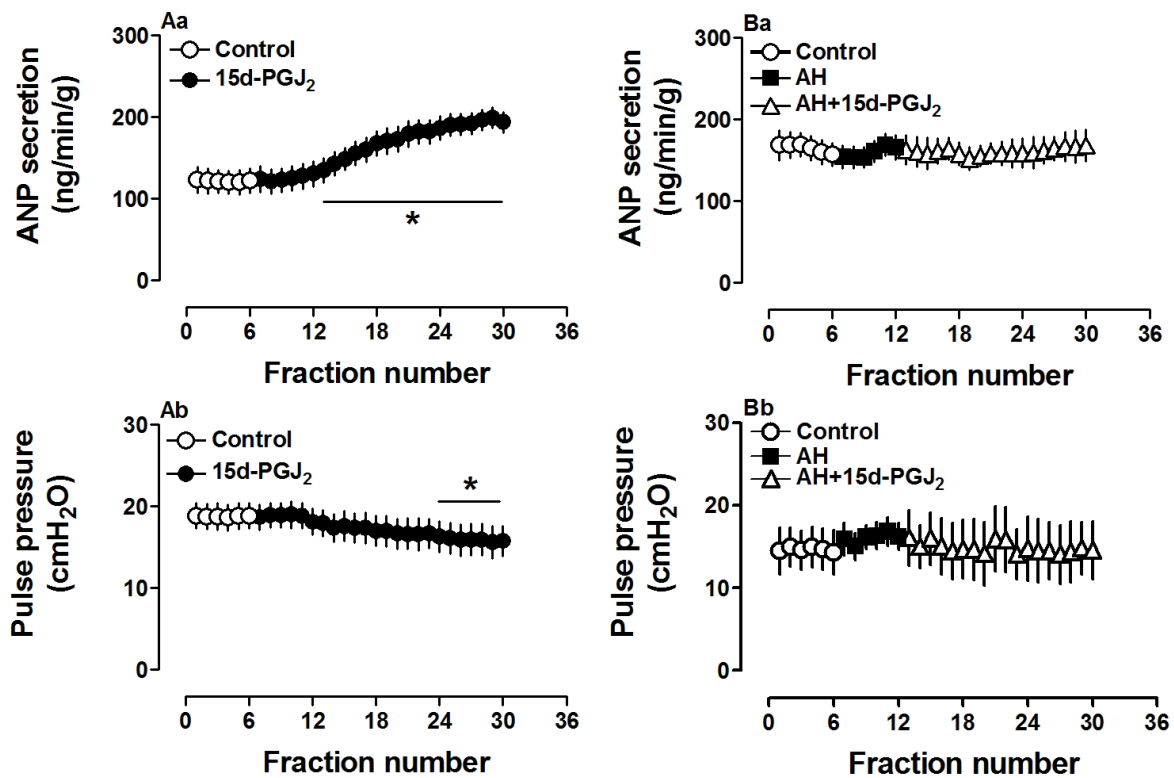 Aa
Control
15d-PGJ₂
ANP secretion
(ng/min/g)
300
200
100
0
*
0 6 12 18 24 30 36
Fraction number
Ba
Control
AH
AH+15d-PGJ₂
ANP secretion
(ng/min/g)
300
200
100
0
0 6 12 18 24 30 36
Fraction number
Ab
Control
15d-PGJ₂
Pulse pressure
(cmH₂O)
30
20
10
0
*
0 6 12 18 24 30 36
Fraction number
Bb
Control
AH
AH+15d-PGJ₂
Pulse pressure
(cmH₂O)
30
20
10
0
0 6 12 18 24 30 36
Fraction number